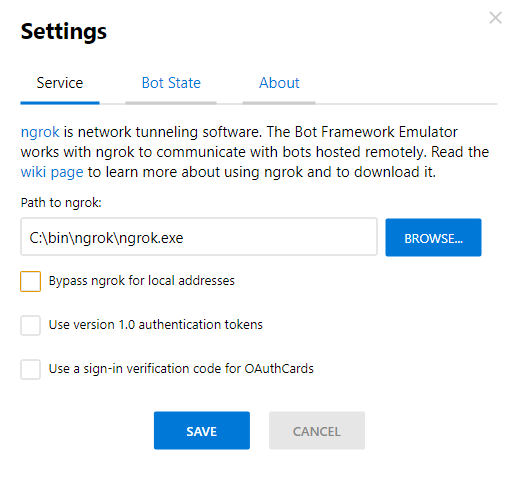 Settings
Service Bot State About
ngrok is network tunneling software. The Bot Framework Emulator
works with ngrok to communicate with bots hosted remotely. Read the
wiki page to learn more about using ngrok and to download it.
Path to ngrok:
C:\bin\ngrok\ngrok.exe BROWSE...
Bypass ngrok for local addresses
Use version 1.0 authentication tokens
Use a sign-in verification code for OAuthCards
SAVE CANCEL